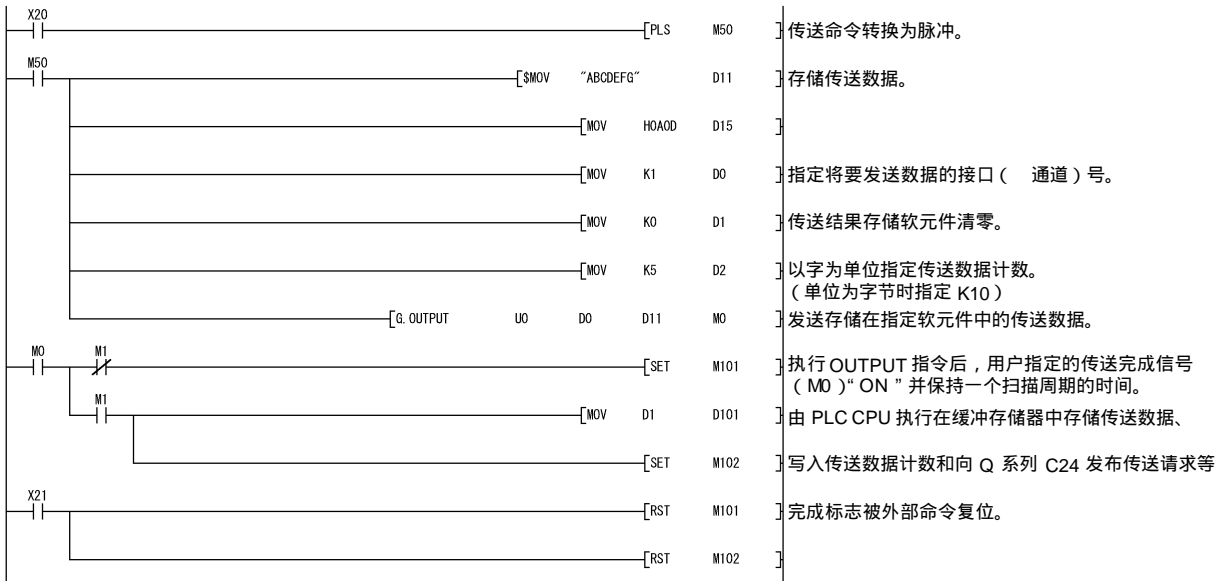 X20
[PLS M50 ] 传送命令转换为脉冲。
M50
[$MOV "ABCDEFG" D11 ] 存储传送数据。
[MOV H0A0D D15 ]
[MOV K1 D0 ] 指定将要发送数据的接口( 通道)号。
[MOV K0 D1 ] 传送结果存储软元件清零。
[MOV K5 D2 ] 以字为单位指定传送数据计数。
(单位为字节时指定 K10)
[G.OUTPUT U0 D0 D11 M0 ] 发送存储在指定软元件中的传送数据。
M0 M1
[SET M101 ] 执行 OUTPUT 指令后,用户指定的传送完成信号
(M0)“ON”并保持一个扫描周期的时间。
M1
[MOV D1 D101 ] 由 PLC CPU 执行在缓冲存储器中存储传送数据、
[SET M102 ] 写入传送数据计数和向 Q 系列 C24 发布传送请求等
X21
[RST M101 ] 完成标志被外部命令复位。
[RST M102 ]